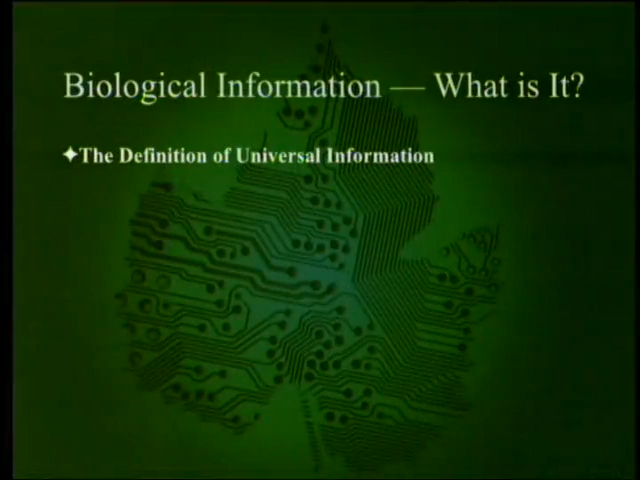 Biological Information — What is It?
✦The Definition of Universal Information